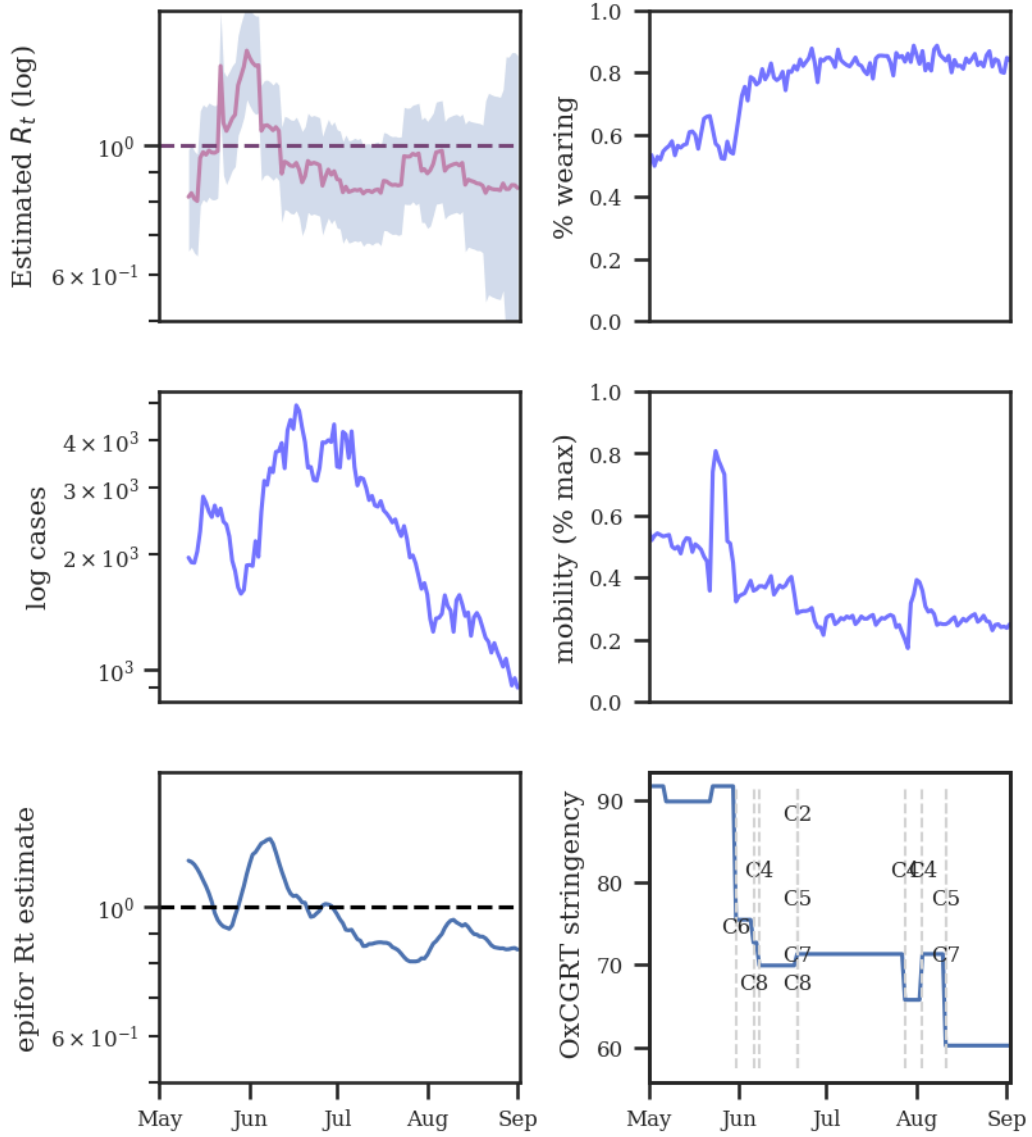 Estimated R_t (log)
10^0
6 × 10^−1
% wearing
1.0
0.8
0.6
0.4
0.2
0.0
log cases
4 × 10^3
3 × 10^3
2 × 10^3
10^3
mobility (% max)
1.0
0.8
0.6
0.4
0.2
0.0
epifor Rt estimate
10^0
6 × 10^−1
May Jun Jul Aug Sep
OxCGRT stringency
90
80
70
60
C2
C4
C4
C4
C5
C5
C6
C7
C7
C8
C8
May Jun Jul Aug Sep